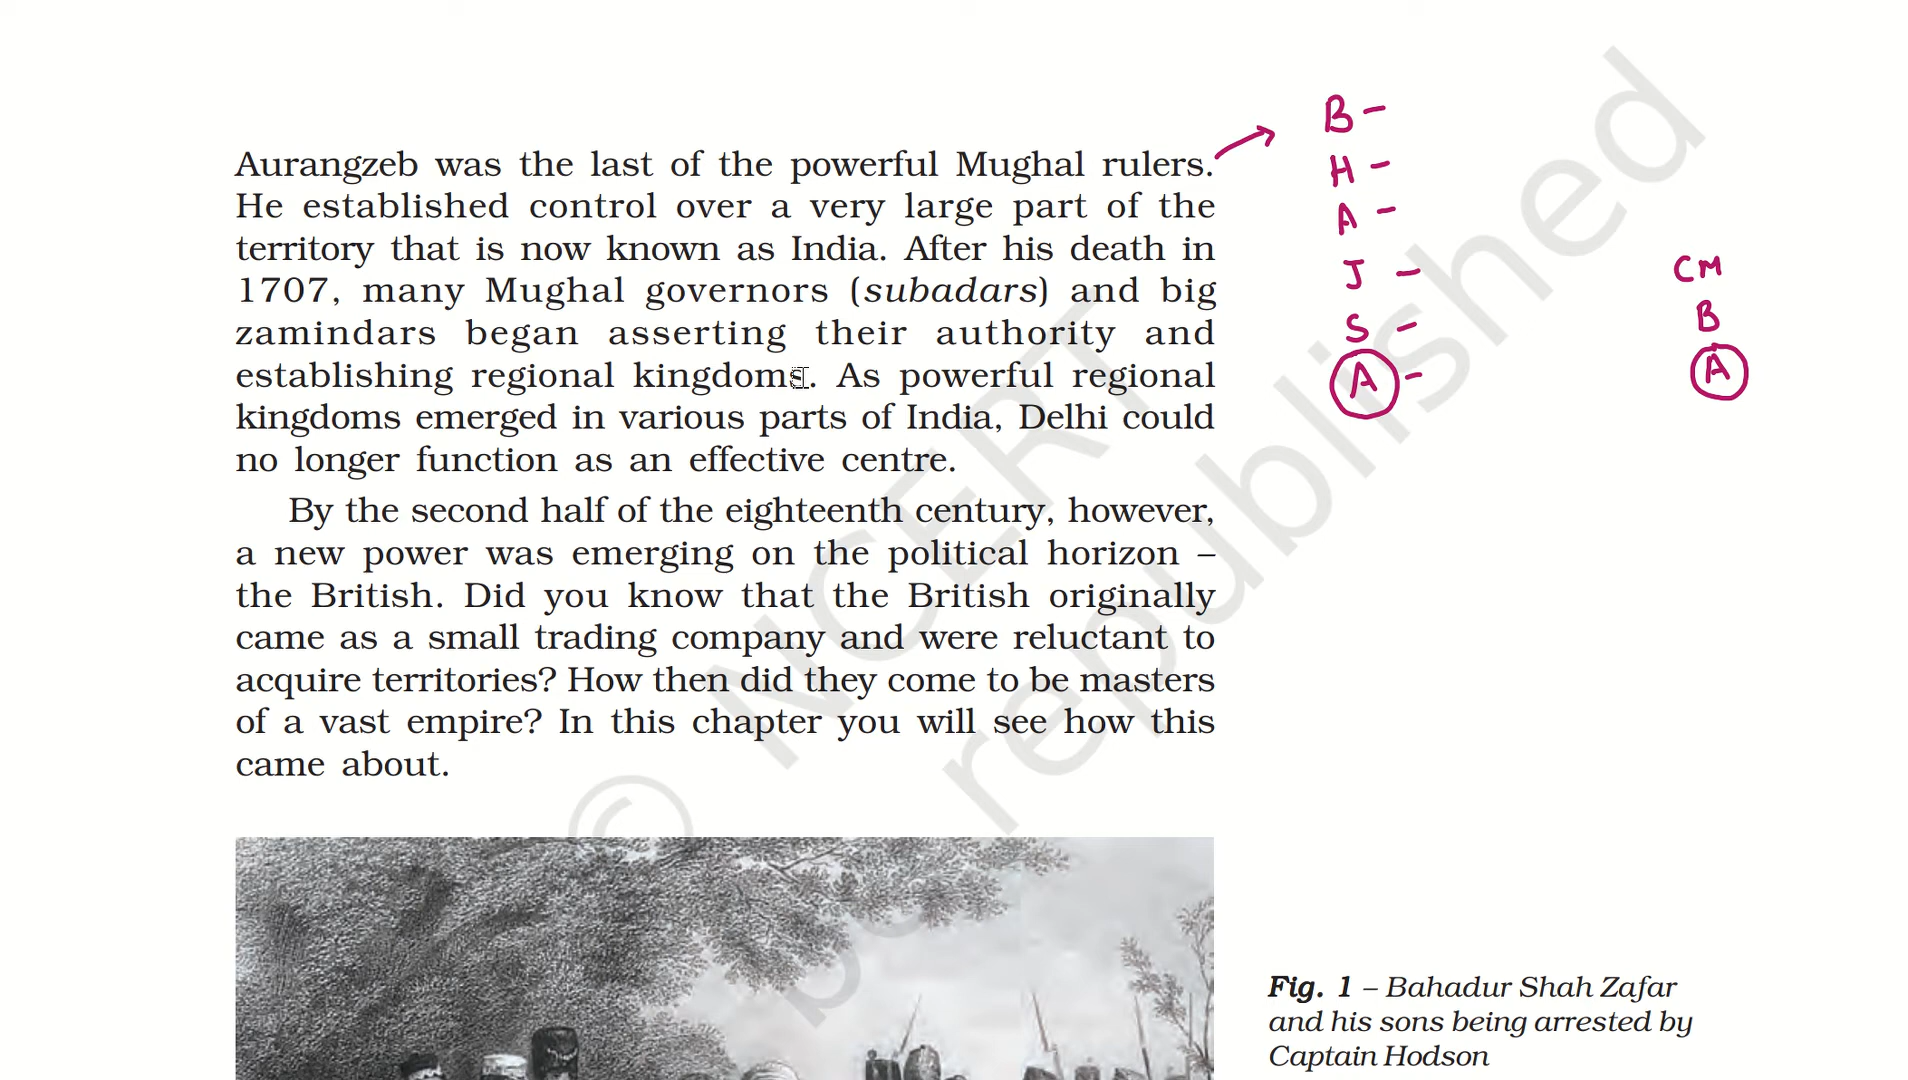 Aurangzeb was the last of the powerful Mughal rulers.
He established control over a very large part of the
territory that is now known as India. After his death in
1707, many Mughal governors (subadars) and big
zamindars began asserting their authority and
establishing regional kingdoms. As powerful regional
kingdoms emerged in various parts of India, Delhi could
no longer function as an effective centre.
By the second half of the eighteenth century, however,
a new power was emerging on the political horizon –
the British. Did you know that the British originally
came as a small trading company and were reluctant to
acquire territories? How then did they come to be masters
of a vast empire? In this chapter you will see how this
came about.
B –
H –
A –
J –
S –
A –
CM
B
A
Fig. 1 – Bahadur Shah Zafar
and his sons being arrested by
Captain Hodson
© NCERT
republished